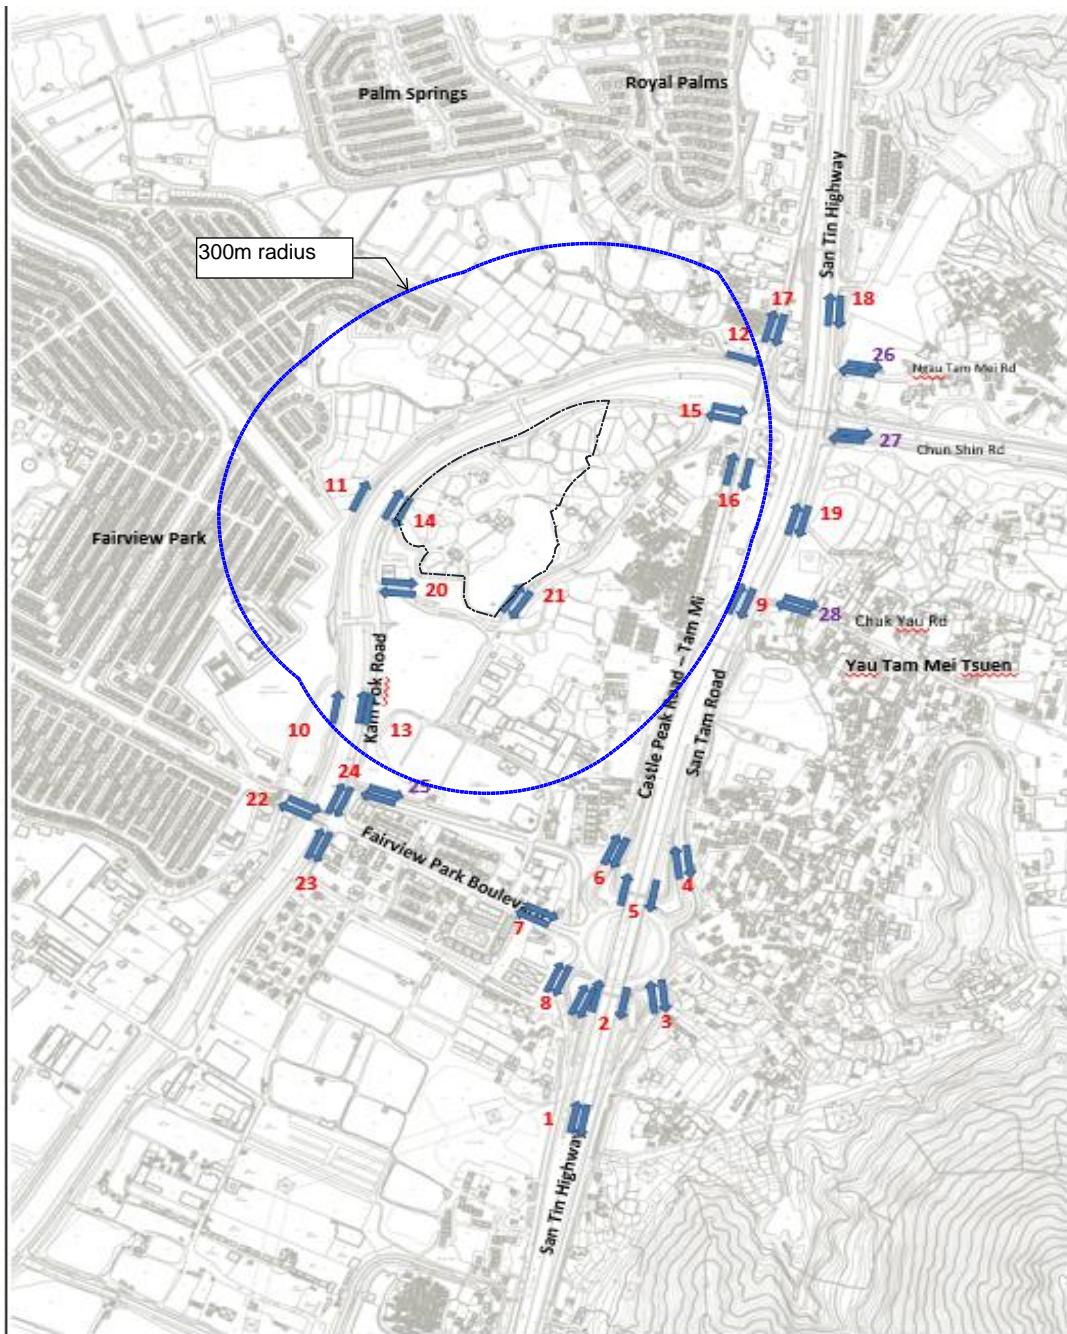 Royal Palms
Palm Springs
San Tin Highway
300m radius
17
18
12
26
Ngau Tam Mei Rd
15
27
Chun Shin Rd
11
16
14
19
Fairview Park
20
21
9
28
Chuk Yau Rd
Yau Tam Mei Tsuen
Kam Pok Road
Castle Peak Road – Tam Mi
San Tam Road
10
13
24
25
22
23
Fairview Park Boulevard
6
4
5
7
8
2
3
1
San Tin Highway